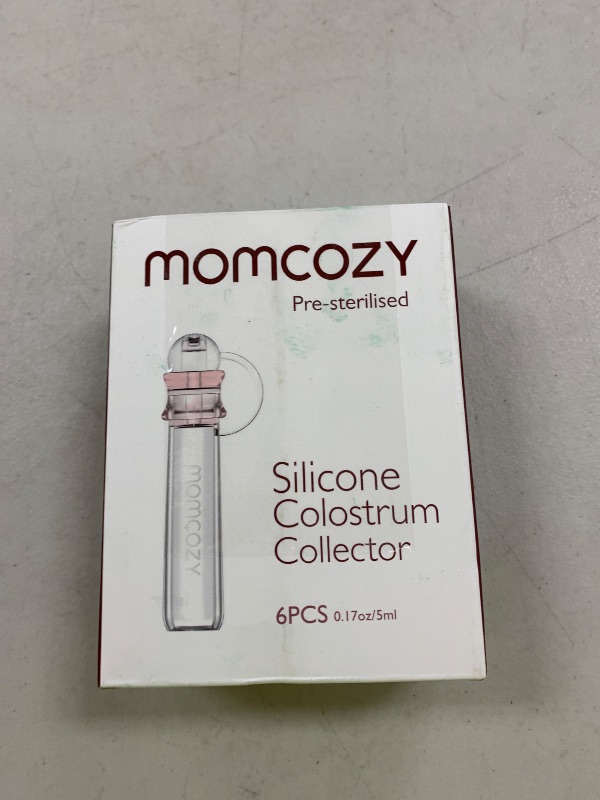 momcozy
Pre-sterilised
momcozy
Silicone
Colostrum
Collector
6PCS 0.17oz/5ml